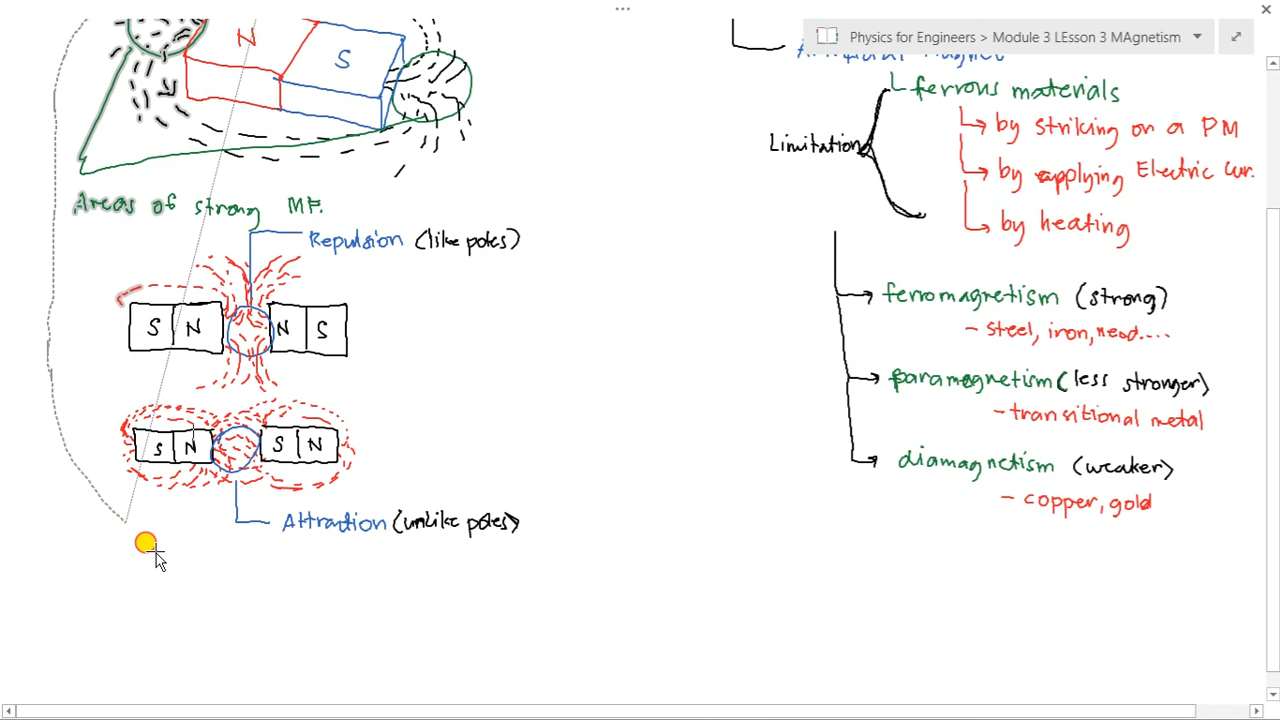 Physics for Engineers > Module 3 LEsson 3 MAgnetism
N
S
Areas of strong MF.
Repulsion (like poles)
S N N S
S N S N
Attraction (unlike poles)
ferrous materials
Limitation
by striking on a PM
by applying Electric Cur.
by heating
ferromagnetism (strong)
- steel, iron, neod....
paramagnetism (less stronger)
- transitional metal
diamagnetism (weaker)
- copper, gold